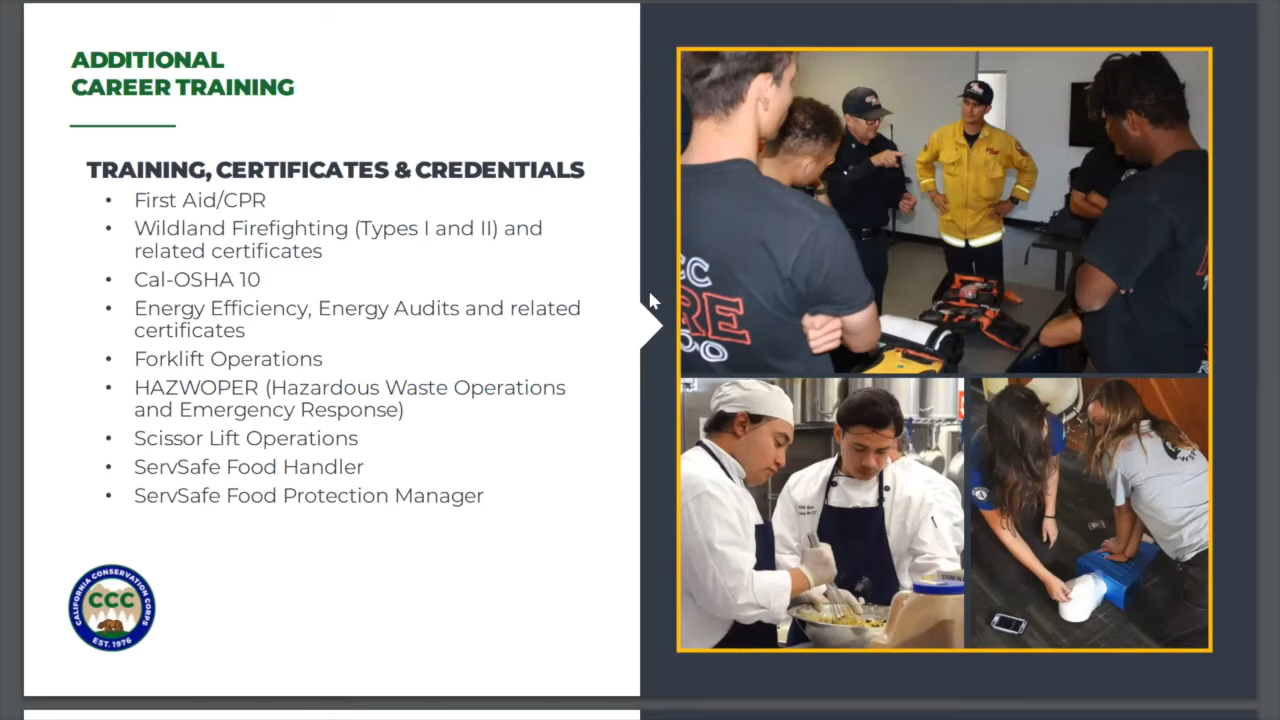 ADDITIONAL
CAREER TRAINING
TRAINING, CERTIFICATES & CREDENTIALS
• First Aid/CPR
• Wildland Firefighting (Types I and II) and
related certificates
• Cal-OSHA 10
• Energy Efficiency, Energy Audits and related
certificates
• Forklift Operations
• HAZWOPER (Hazardous Waste Operations
and Emergency Response)
• Scissor Lift Operations
• ServSafe Food Handler
• ServSafe Food Protection Manager
CALIFORNIA CONSERVATION CORPS
CCC
EST. 1976